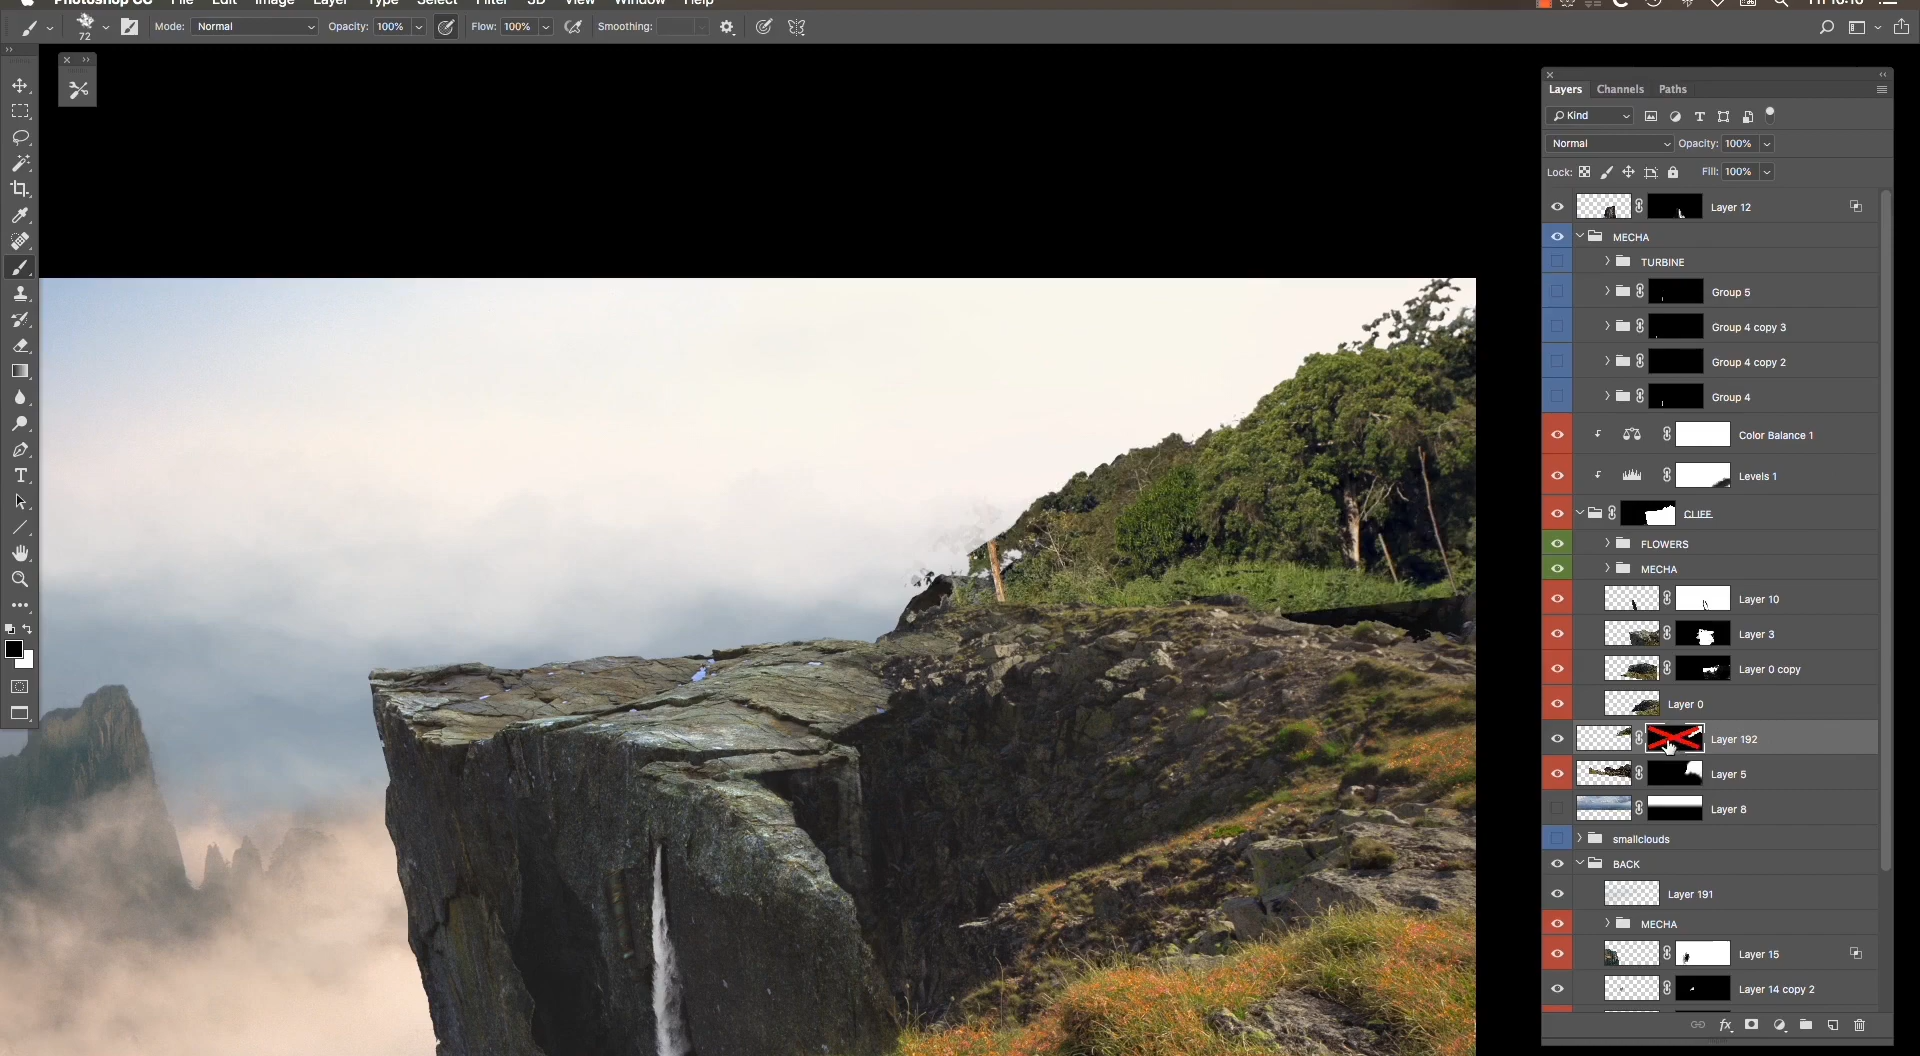 Photoshop CC File Edit Image Layer Type Select Filter 3D View Window Help Fri 16:16
72 Mode: Normal Opacity: 100% Flow: 100% Smoothing:
Layers Channels Paths
Kind
Normal Opacity: 100%
Lock: Fill: 100%
Layer 12
MECHA
TURBINE
Group 5
Group 4 copy 3
Group 4 copy 2
Group 4
Color Balance 1
Levels 1
CLIFF
FLOWERS
MECHA
Layer 10
Layer 3
Layer 0 copy
Layer 0
Layer 192
Layer 5
Layer 8
smallclouds
BACK
Layer 191
MECHA
Layer 15
Layer 14 copy 2